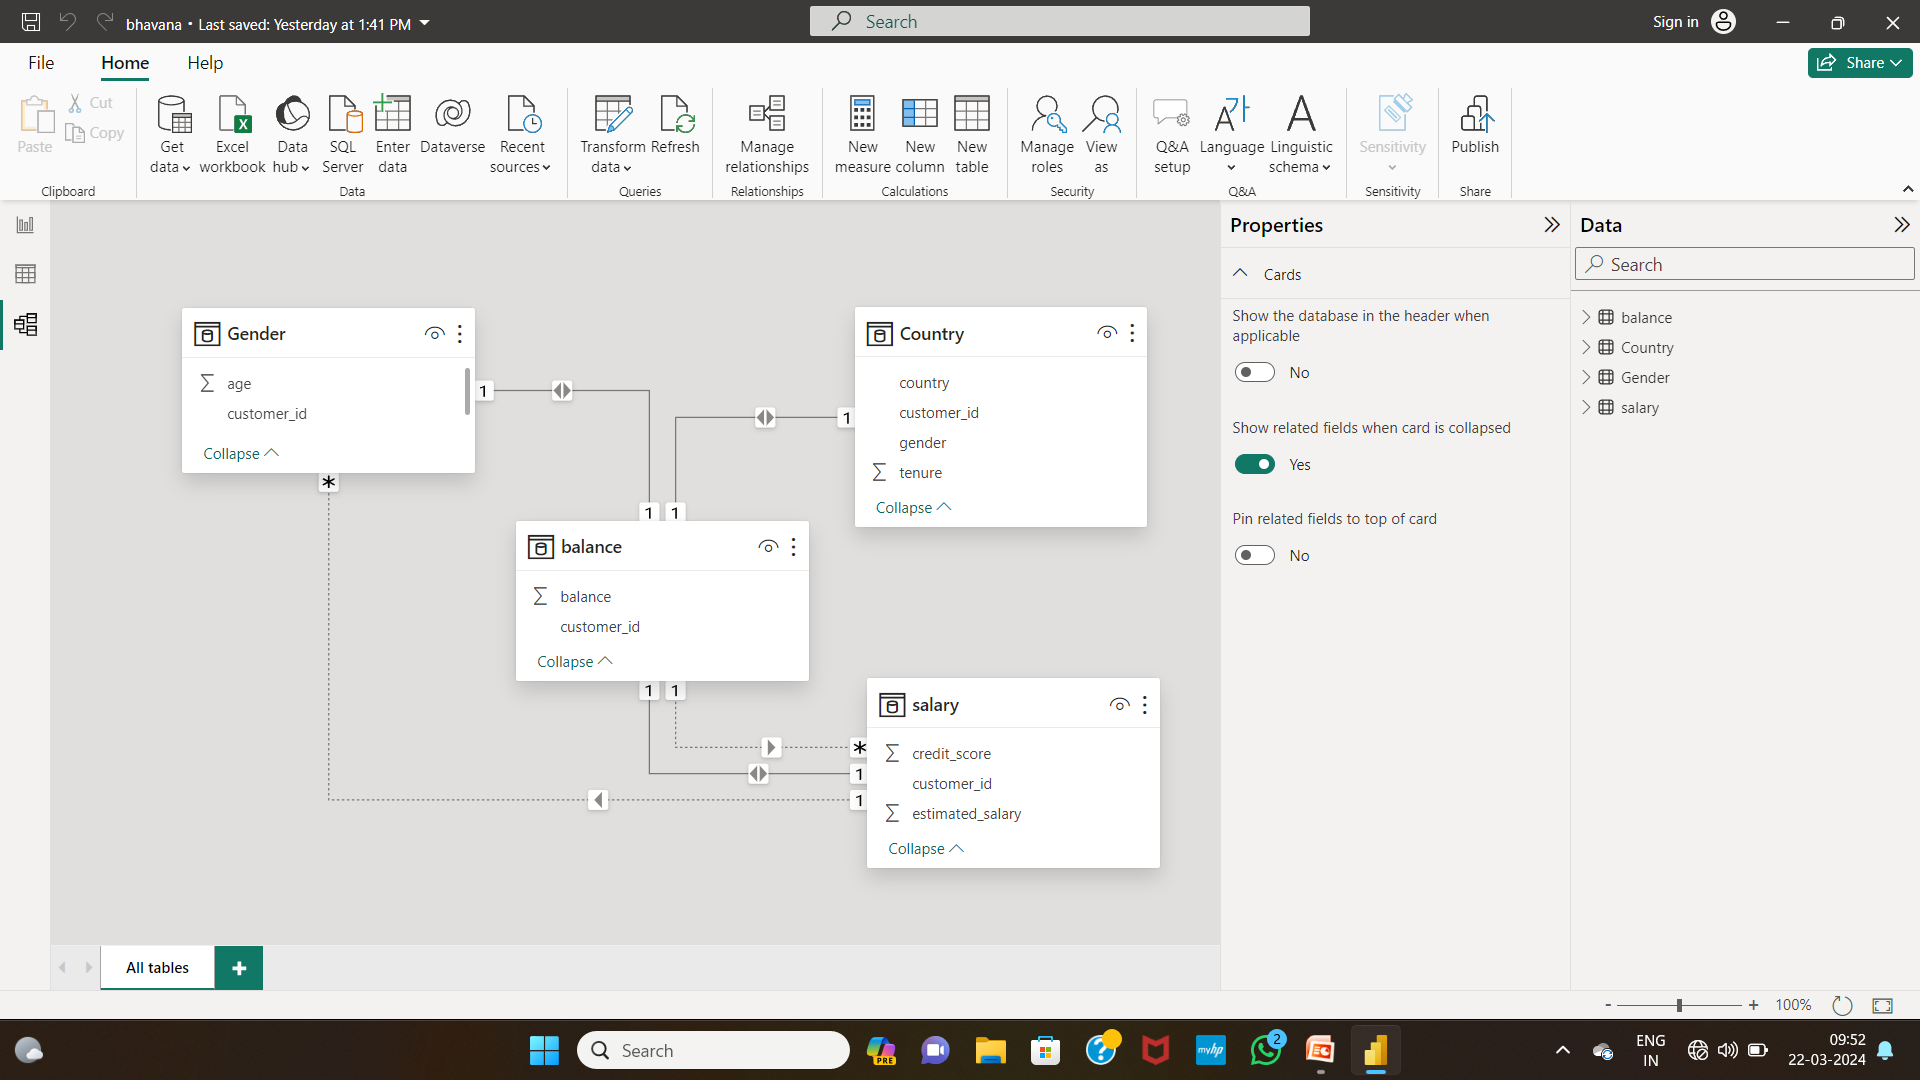 bhavana • Last saved: Yesterday at 1:41 PM
Search
Sign in
File
Home
Help
Share
Paste
Cut
Copy
Clipboard
Get data
Excel workbook
Data hub
SQL Server
Enter data
Dataverse
Recent sources
Data
Transform data
Refresh
Queries
Manage relationships
Relationships
New measure
New column
New table
Calculations
Manage roles
View as
Security
Q&A setup
Language
Linguistic schema
Q&A
Sensitivity
Sensitivity
Publish
Share
Gender
age
customer_id
Collapse
1
*
Country
country
customer_id
gender
tenure
Collapse
1
1
1
balance
balance
customer_id
Collapse
1
1
salary
credit_score
customer_id
estimated_salary
Collapse
*
1
1
Properties
Cards
Show the database in the header when
applicable
No
Show related fields when card is collapsed
Yes
Pin related fields to top of card
No
Data
Search
balance
Country
Gender
salary
All tables
+
- + 100%
Search
PRE
myhp
2
ENG
IN
09:52
22-03-2024